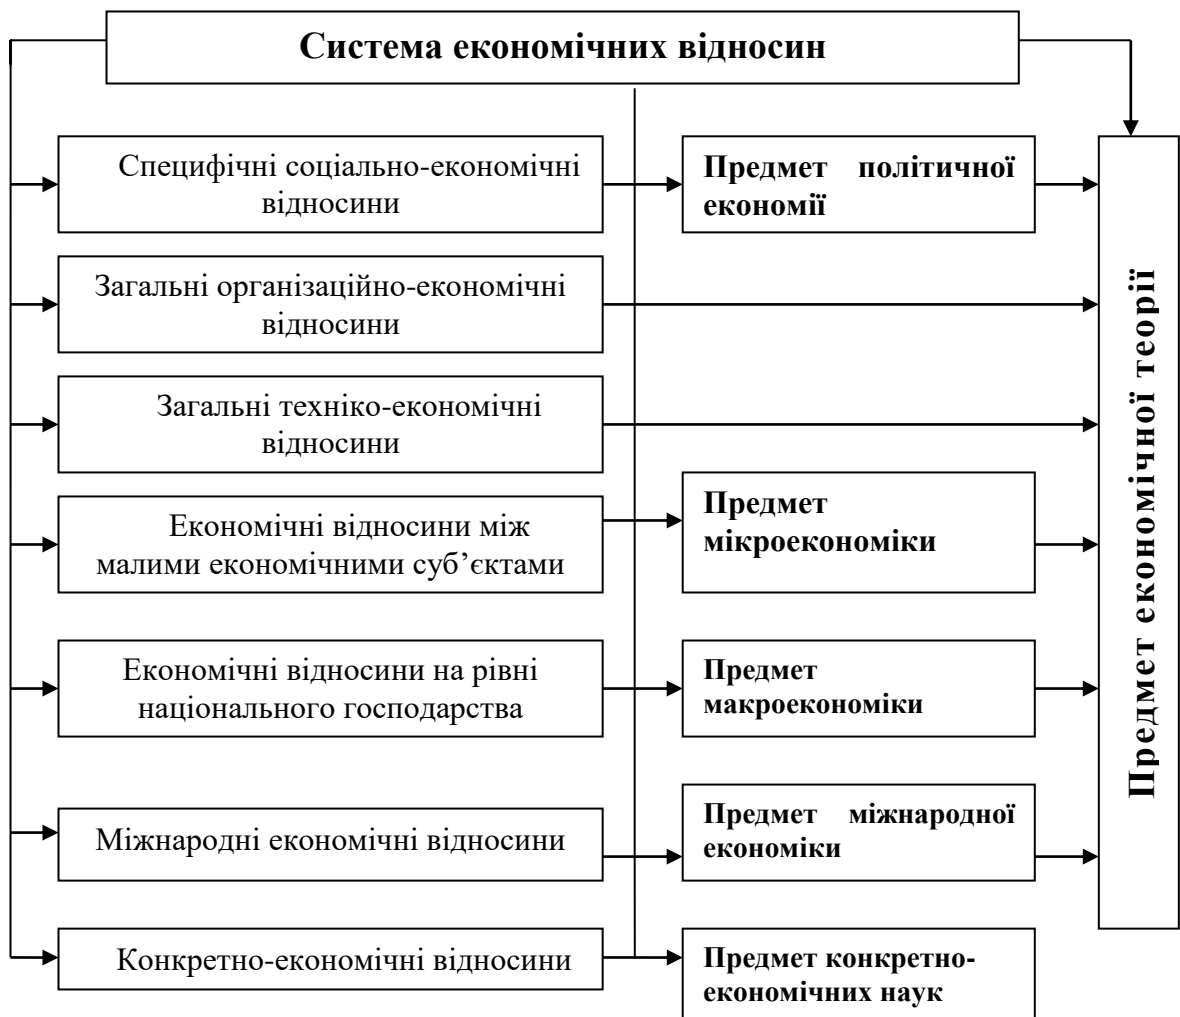 Система економічних відносин
Специфічні соціально-економічні
відносини
Предмет політичної
економії
Загальні організаційно-економічні
відносини
Загальні техніко-економічні
відносини
Економічні відносини між
малими економічними суб’єктами
Предмет
мікроекономіки
Економічні відносини на рівні
національного господарства
Предмет
макроекономіки
Міжнародні економічні відносини
Предмет міжнародної
економіки
Конкретно-економічні відносини
Предмет конкретно-
економічних наук
Предмет економічної теорії